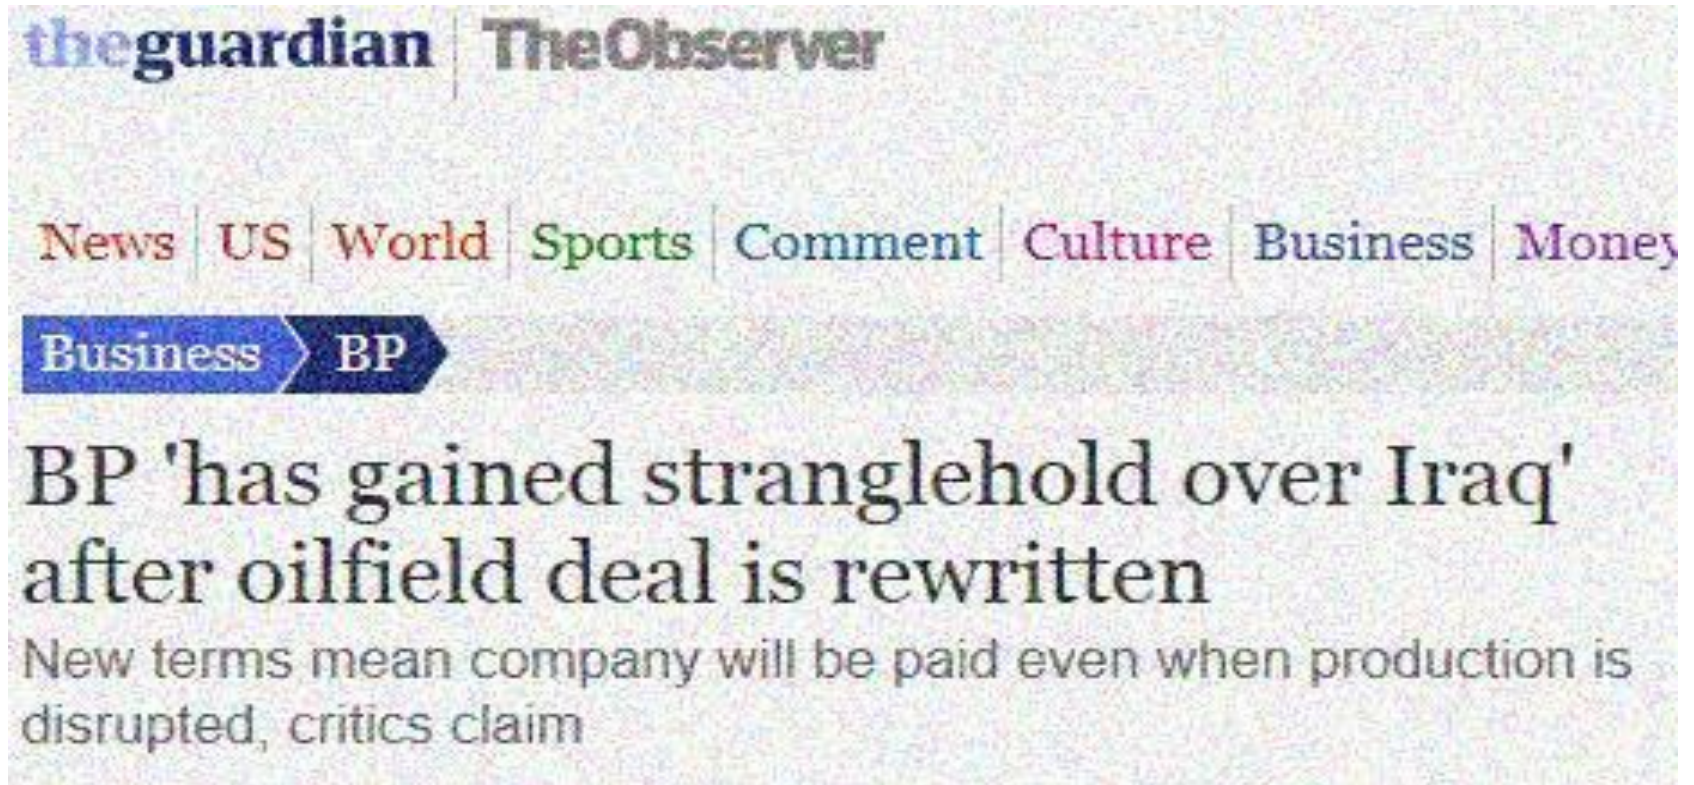 theguardian TheObserver
News US World Sports Comment Culture Business Money
Business BP
BP 'has gained stranglehold over Iraq'
after oilfield deal is rewritten
New terms mean company will be paid even when production is
disrupted, critics claim